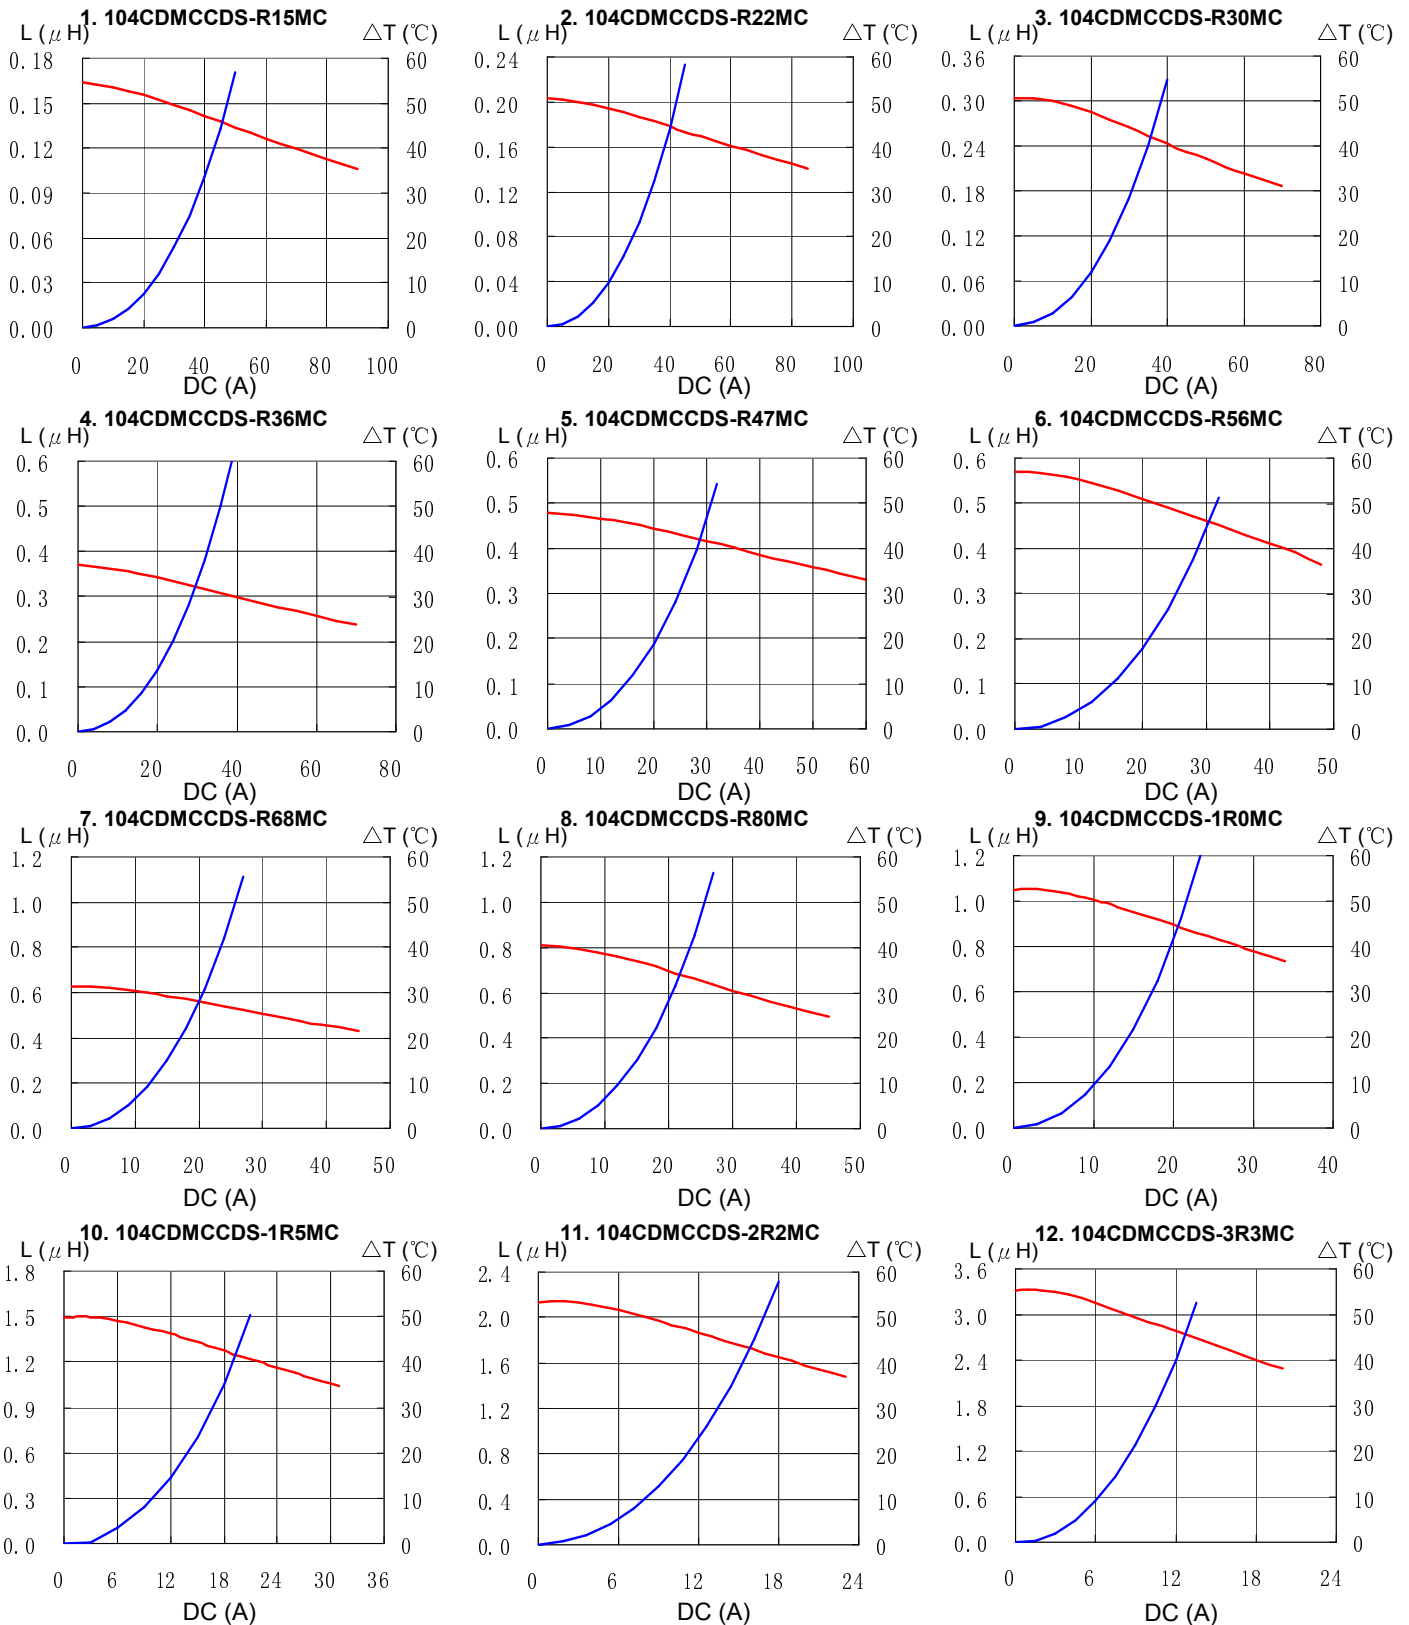 1. 104CDMCCDS-R15MC
L (μ H)
△T (℃)
0.18
0.15
0.12
0.09
0.06
0.03
0.00
60
50
40
30
20
10
0
0 20 40 60 80 100
DC (A)
2. 104CDMCCDS-R22MC
L (μ H)
△T (℃)
0.24
0.20
0.16
0.12
0.08
0.04
0.00
60
50
40
30
20
10
0
0 20 40 60 80 100
DC (A)
3. 104CDMCCDS-R30MC
L (μ H)
△T (℃)
0.36
0.30
0.24
0.18
0.12
0.06
0.00
60
50
40
30
20
10
0
0 20 40 60 80
DC (A)
4. 104CDMCCDS-R36MC
L (μ H)
△T (℃)
0.6
0.5
0.4
0.3
0.2
0.1
0.0
60
50
40
30
20
10
0
0 20 40 60 80
DC (A)
5. 104CDMCCDS-R47MC
L (μ H)
△T (℃)
0.6
0.5
0.4
0.3
0.2
0.1
0.0
60
50
40
30
20
10
0
0 10 20 30 40 50 60
DC (A)
6. 104CDMCCDS-R56MC
L (μ H)
△T (℃)
0.6
0.5
0.4
0.3
0.2
0.1
0.0
60
50
40
30
20
10
0
0 10 20 30 40 50
DC (A)
7. 104CDMCCDS-R68MC
L (μ H)
△T (℃)
1.2
1.0
0.8
0.6
0.4
0.2
0.0
60
50
40
30
20
10
0
0 10 20 30 40 50
DC (A)
8. 104CDMCCDS-R80MC
L (μ H)
△T (℃)
1.2
1.0
0.8
0.6
0.4
0.2
0.0
60
50
40
30
20
10
0
0 10 20 30 40 50
DC (A)
9. 104CDMCCDS-1R0MC
L (μ H)
△T (℃)
1.2
1.0
0.8
0.6
0.4
0.2
0.0
60
50
40
30
20
10
0
0 10 20 30 40
DC (A)
10. 104CDMCCDS-1R5MC
L (μ H)
△T (℃)
1.8
1.5
1.2
0.9
0.6
0.3
0.0
60
50
40
30
20
10
0
0 6 12 18 24 30 36
DC (A)
11. 104CDMCCDS-2R2MC
L (μ H)
△T (℃)
2.4
2.0
1.6
1.2
0.8
0.4
0.0
60
50
40
30
20
10
0
0 6 12 18 24
DC (A)
12. 104CDMCCDS-3R3MC
L (μ H)
△T (℃)
3.6
3.0
2.4
1.8
1.2
0.6
0.0
60
50
40
30
20
10
0
0 6 12 18 24
DC (A)